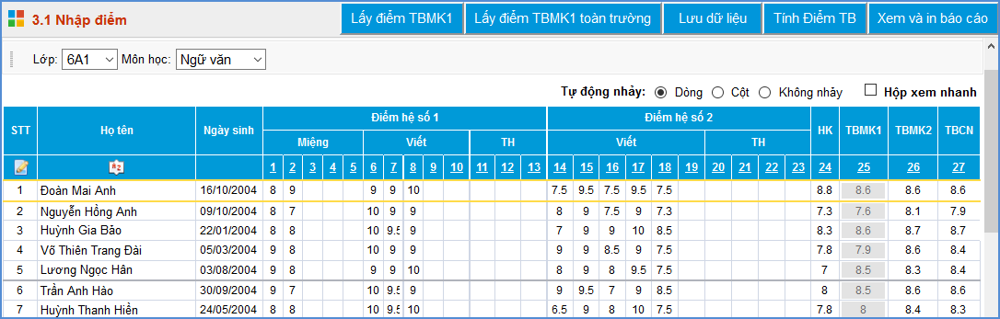 3.1 Nhập điểm Lấy điểm TBMK1 Lấy điểm TBMK1 toàn trường Lưu dữ liệu Tính Điểm TB Xem và in báo cáo
Lớp: 6A1 Môn học: Ngữ văn
Tự động nhảy: Dòng Cột Không nhảy Hộp xem nhanh
STT Họ tên Ngày sinh Điểm hệ số 1 Điểm hệ số 2 HK TBMK1 TBMK2 TBCN
Miệng Viết TH Viết TH
1 2 3 4 5 6 7 8 9 10 11 12 13 14 15 16 17 18 19 20 21 22 23 24 25 26 27
1 Đoàn Mai Anh 16/10/2004 8 9 9 9 10 7.5 9.5 7.5 9.5 7.5 8.8 8.6 8.6 8.6
2 Nguyễn Hồng Anh 09/10/2004 8 7 10 9 9 8 9 7.5 9 7.3 7.3 7.6 8.1 7.9
3 Huỳnh Gia Bảo 22/01/2004 8 8 10 9.5 9 7 9 9 10 8.5 8.3 8.6 8.7 8.7
4 Võ Thiên Trang Đài 05/03/2004 9 8 10 9 9 9 9 8.5 9 7.5 7.8 7.9 8.6 8.4
5 Lương Ngọc Hân 03/08/2004 9 8 9 9 10 8 9 8 9.5 7.5 7 8.5 8.3 8.4
6 Trần Anh Hào 30/09/2004 9 7 10 9.5 9 9 9.5 7 9 8.5 8 8.5 8.6 8.6
7 Huỳnh Thanh Hiền 24/05/2004 8 8 10 9.5 10 6.5 9 8 10 7.5 7.8 8 8.4 8.3